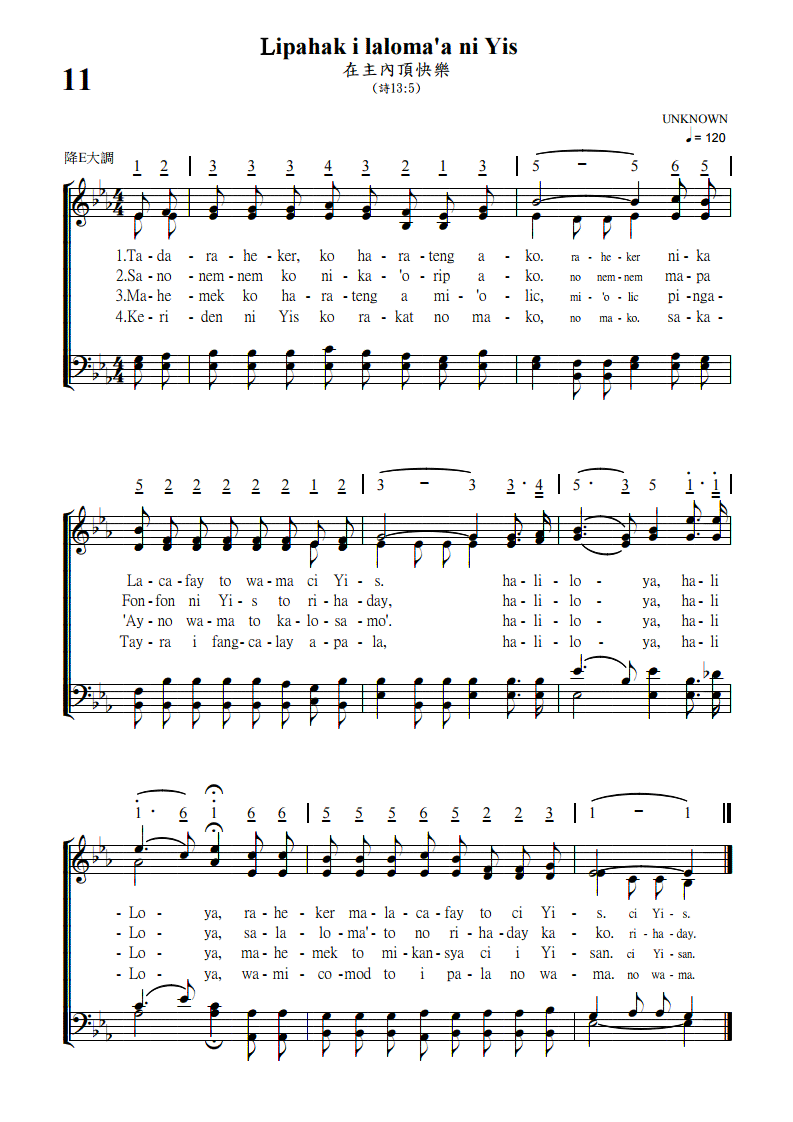 Lipahak i laloma'a ni Yis
在主內頂快樂
(詩13:5)
11
UNKNOWN
♩= 120
降E大調
1 2 | 3 3 3 4 3 2 1 3 | 5 – 5 6 5 |
1.Ta- da - ra - he - ker, ko ha - ra - teng a - ko. ra - he - ker ni - ka
2.Sa - no - nem - nem ko ni - ka - 'o - rip a - ko. no nem - nem ma - pa
3.Ma - he - mek ko ha - ra - teng a mi - 'o - lic, mi - 'o - lic pi - nga-
4.Ke - ri - den ni Yis ko ra - kat no ma - ko, no ma - ko. sa - ka -
5 2 2 2 2 2 1 2 | 3 – 3 3 · 4 | 5 · 3 5 1 · 1 |
La - ca - fay to wa - ma ci Yi - s. ha - li - lo - ya, ha - li
Fon - fon ni Yi - s to ri - ha - day, ha - li - lo - ya, ha - li
'Ay - no wa - ma to ka - lo - sa - mo'. ha - li - lo - ya, ha - li
Tay - ra i fang - ca - lay a - pa - la, ha - li - lo - ya, ha - li
1 · 6 1 6 6 | 5 5 5 6 5 2 2 3 | 1 – 1
- Lo - ya, ra - he - ker ma - la - ca - fay to ci Yi - s. ci Yi - s.
- Lo - ya, sa - la - lo - ma' - to no ri - ha - day ka - ko. ri - ha - day.
- Lo - ya, ma - he - mek to mi - kan - sya ci i Yi - san. ci Yi - san.
- Lo - ya, wa - mi - co - mod to i pa - la no wa - ma. no wa - ma.